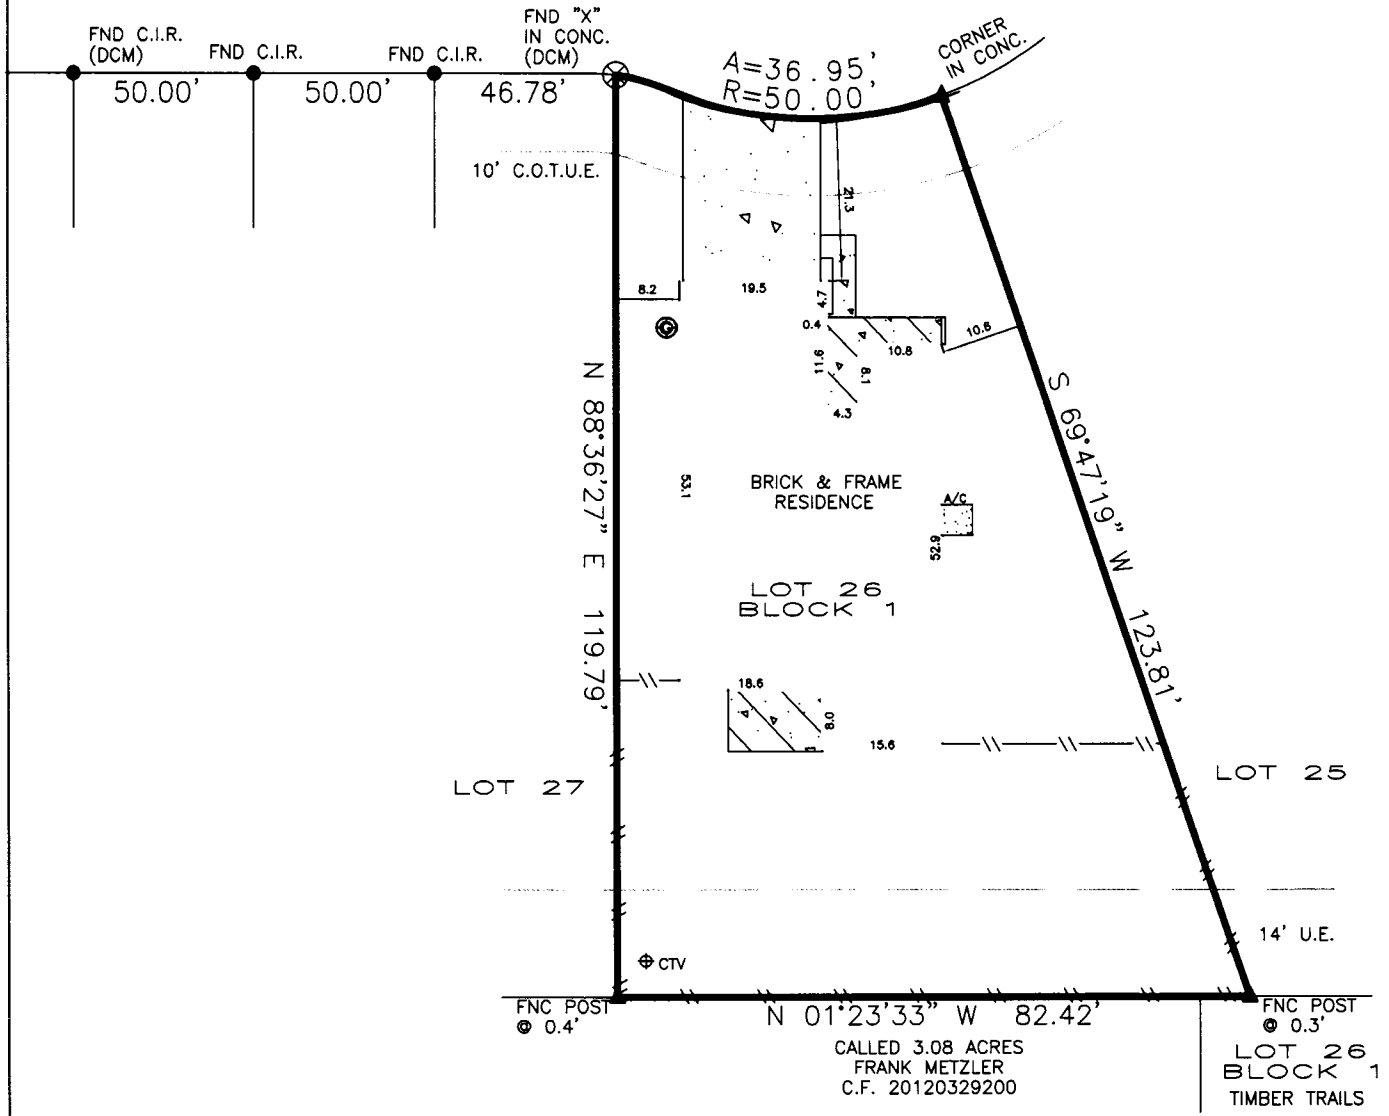 FND C.I.R.
(DCM)
FND C.I.R.
FND C.I.R.
FND "X"
IN CONC.
(DCM)
50.00'
50.00'
46.78'
A=36.95'
R=50.00'
CORNER
IN CONC.
10' C.O.T.U.E.
21.3
8.2
19.5
4.7
0.4
10.8
10.6
11.6
8.1
4.3
N 88°36'27" E 119.79'
S 69°47'19" W 123.81'
53.1
BRICK & FRAME
RESIDENCE
A/C
52.9
LOT 26
BLOCK 1
18.6
8.0
15.6
LOT 27
LOT 25
14' U.E.
CTV
FNC POST
@ 0.4'
N 01°23'33" W 82.42'
FNC POST
@ 0.3'
CALLED 3.08 ACRES
FRANK METZLER
C.F. 20120329200
LOT 26
BLOCK 1
TIMBER TRAILS
G